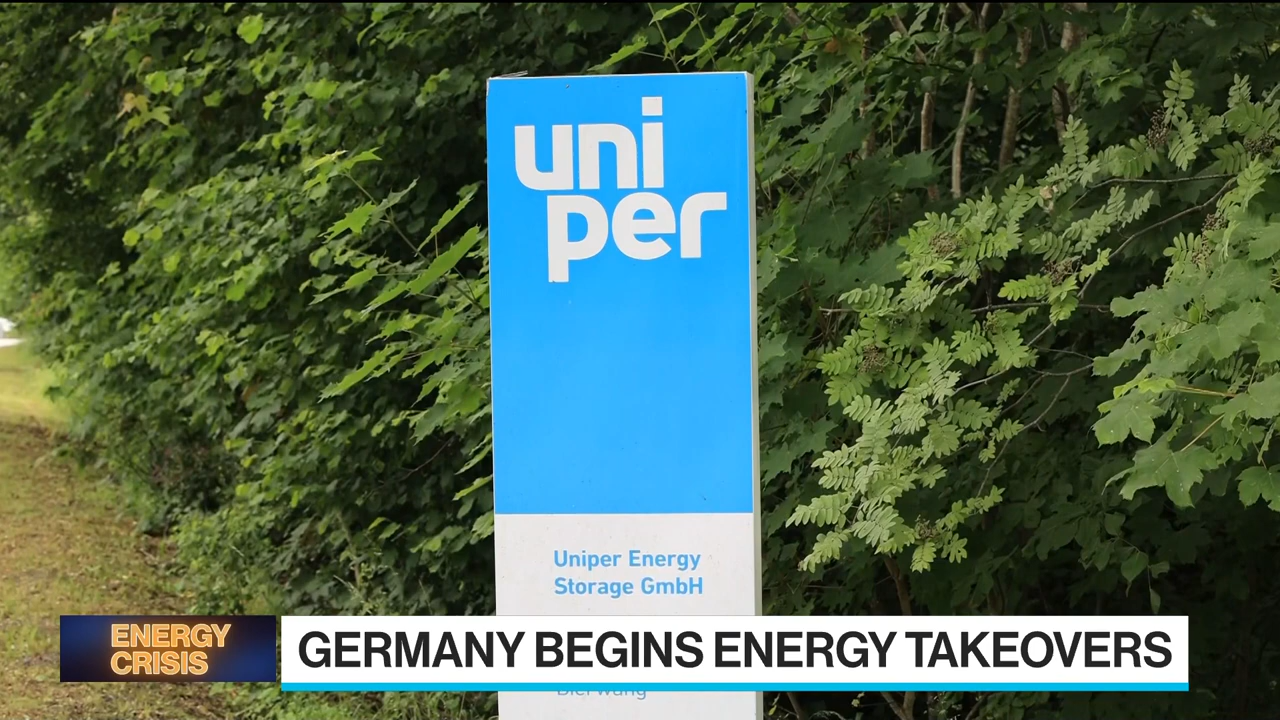 uni
per
Uniper Energy
Storage GmbH
ENERGY
CRISIS
GERMANY BEGINS ENERGY TAKEOVERS